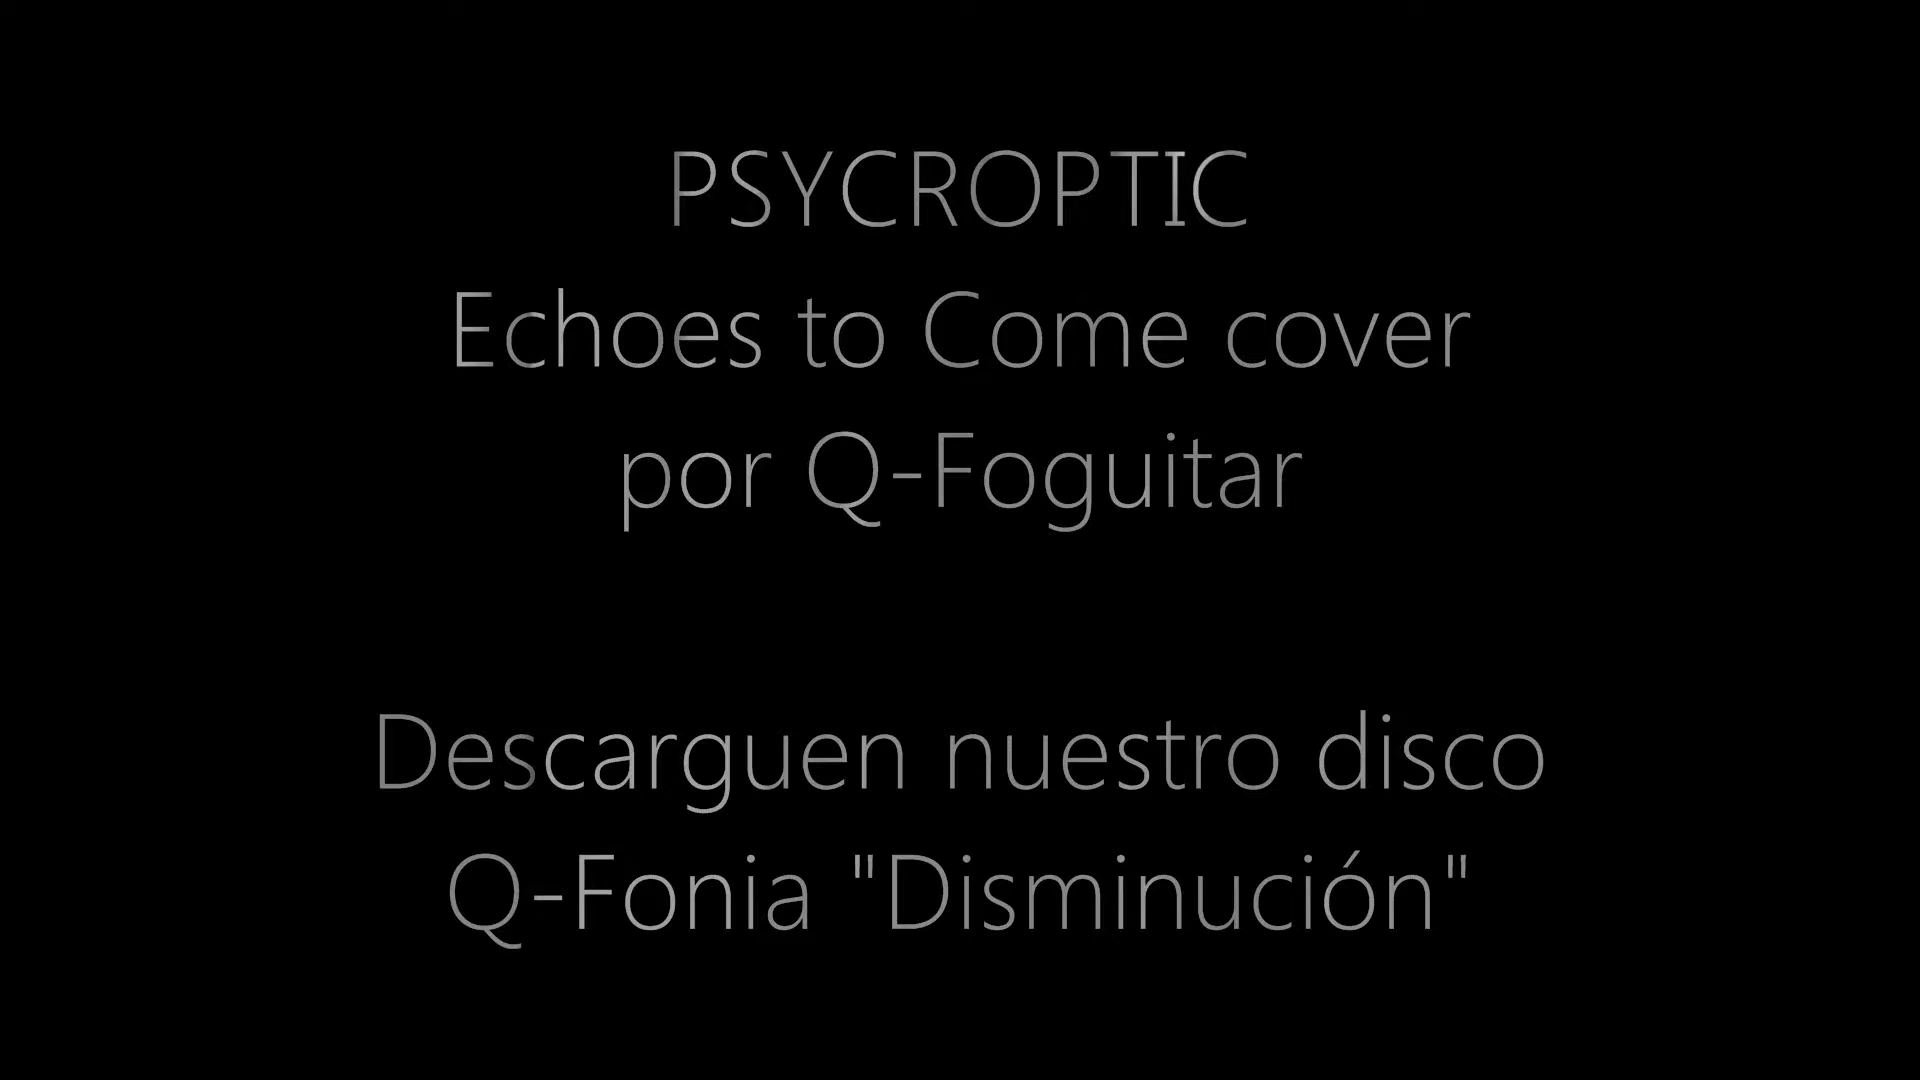 PSYCROPTIC
Echoes to Come cover
por Q-Foguitar
Descarguen nuestro disco
Q-Fonia "Disminución"